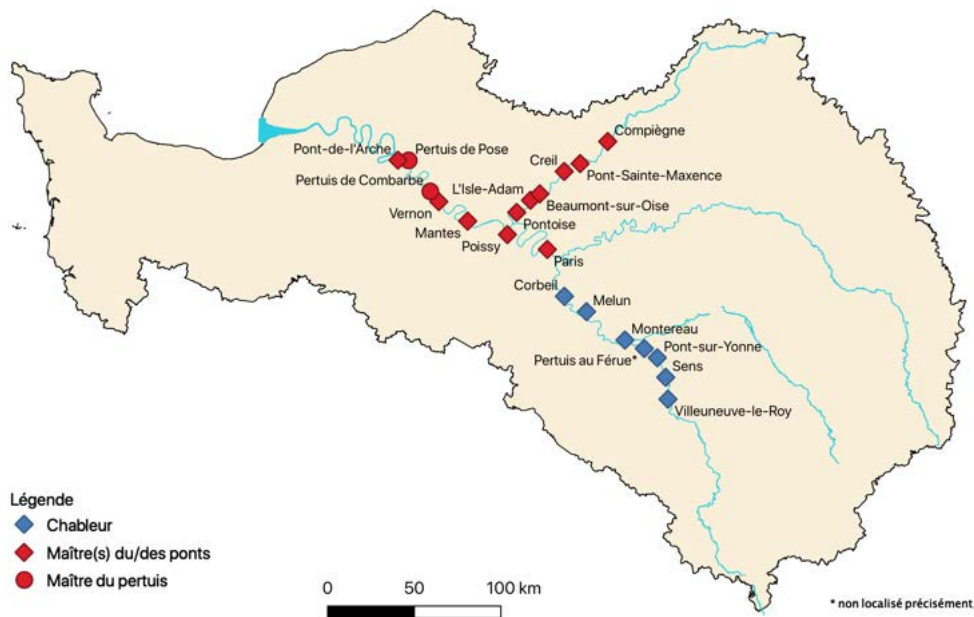 Compiègne
Pont-de-l'Arche
Pertuis de Pose
Creil
Pont-Sainte-Maxence
Pertuis de Combarbe
L'Isle-Adam
Beaumont-sur-Oise
Vernon
Pontoise
Mantes
Poissy
Paris
Corbeil
Melun
Montereau
Pont-sur-Yonne
Pertuis au Férue*
Sens
Villeuneuve-le-Roy
Légende
Chableur
Maître(s) du/des ponts
Maître du pertuis
0 50 100 km
* non localisé précisément